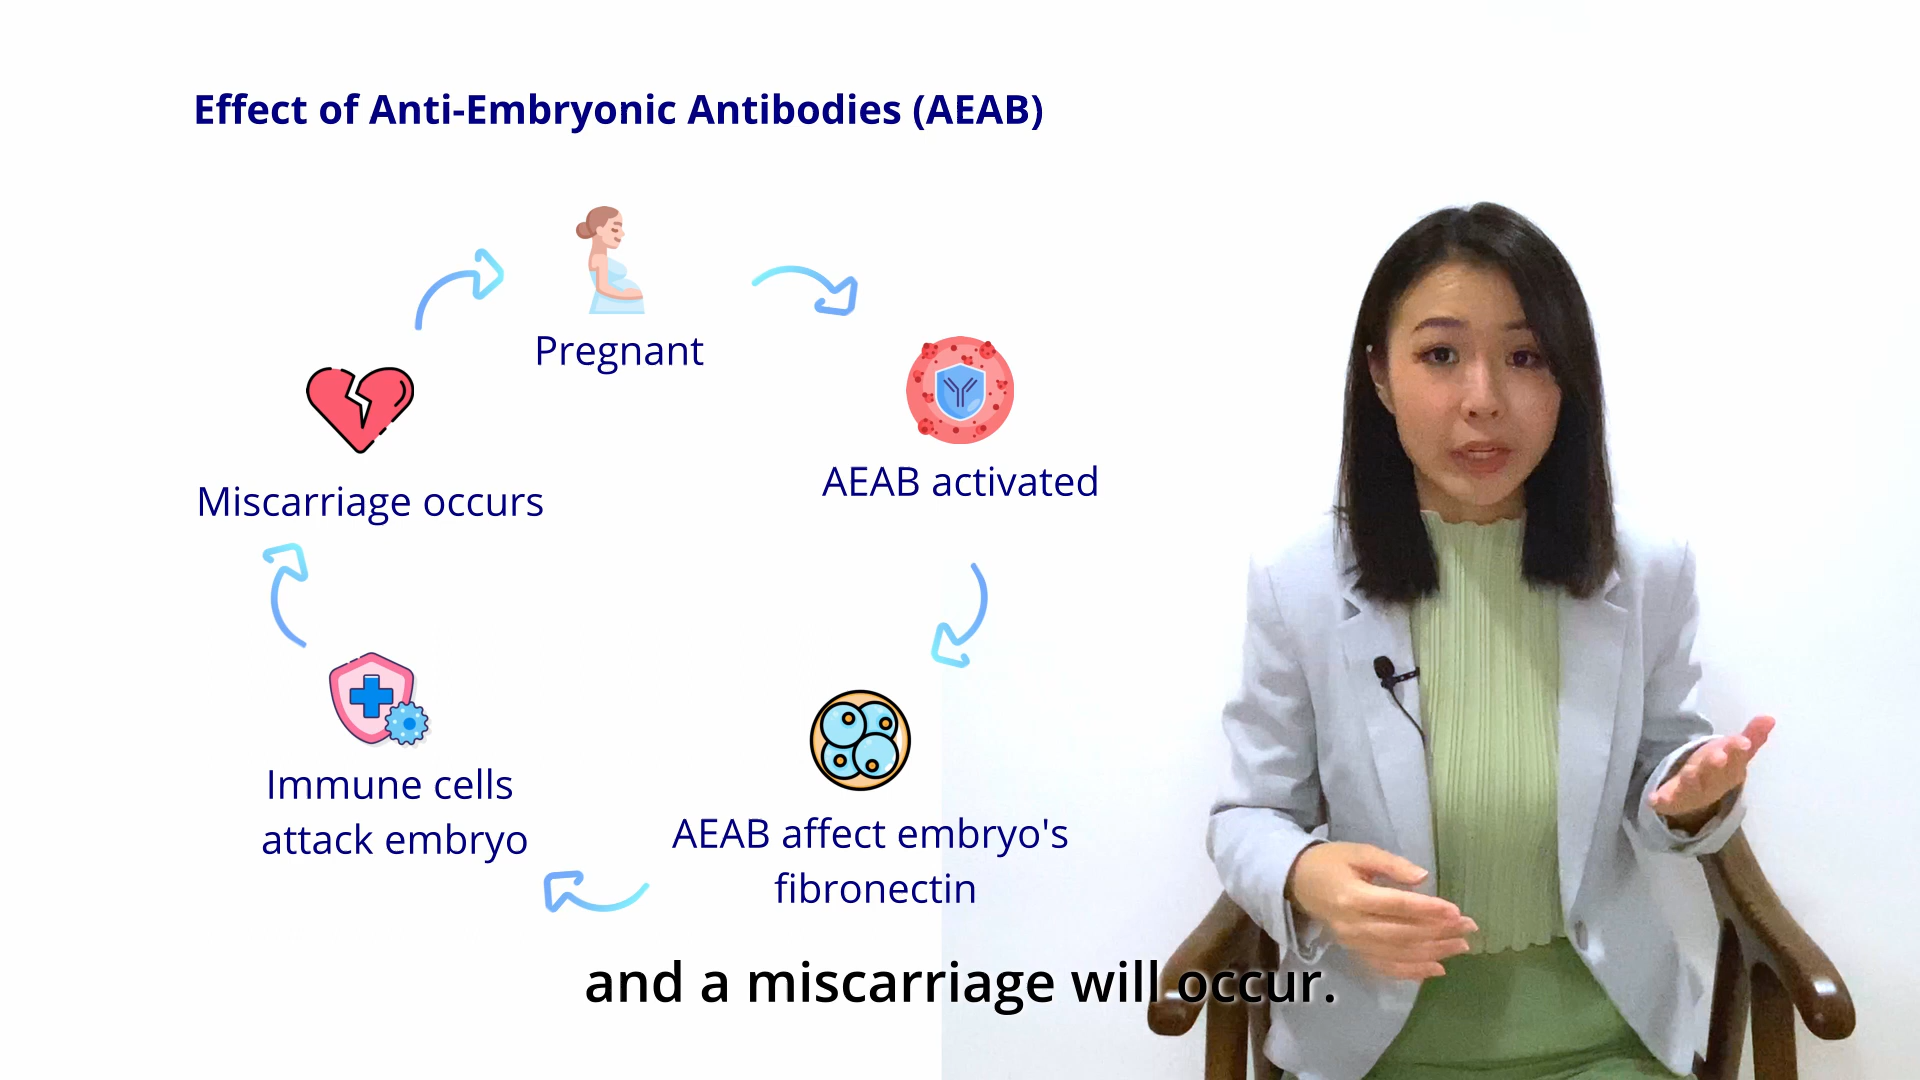 Effect of Anti-Embryonic Antibodies (AEAB)
Pregnant
AEAB activated
AEAB affect embryo's
fibronectin
Immune cells
attack embryo
Miscarriage occurs
and a miscarriage will occur.